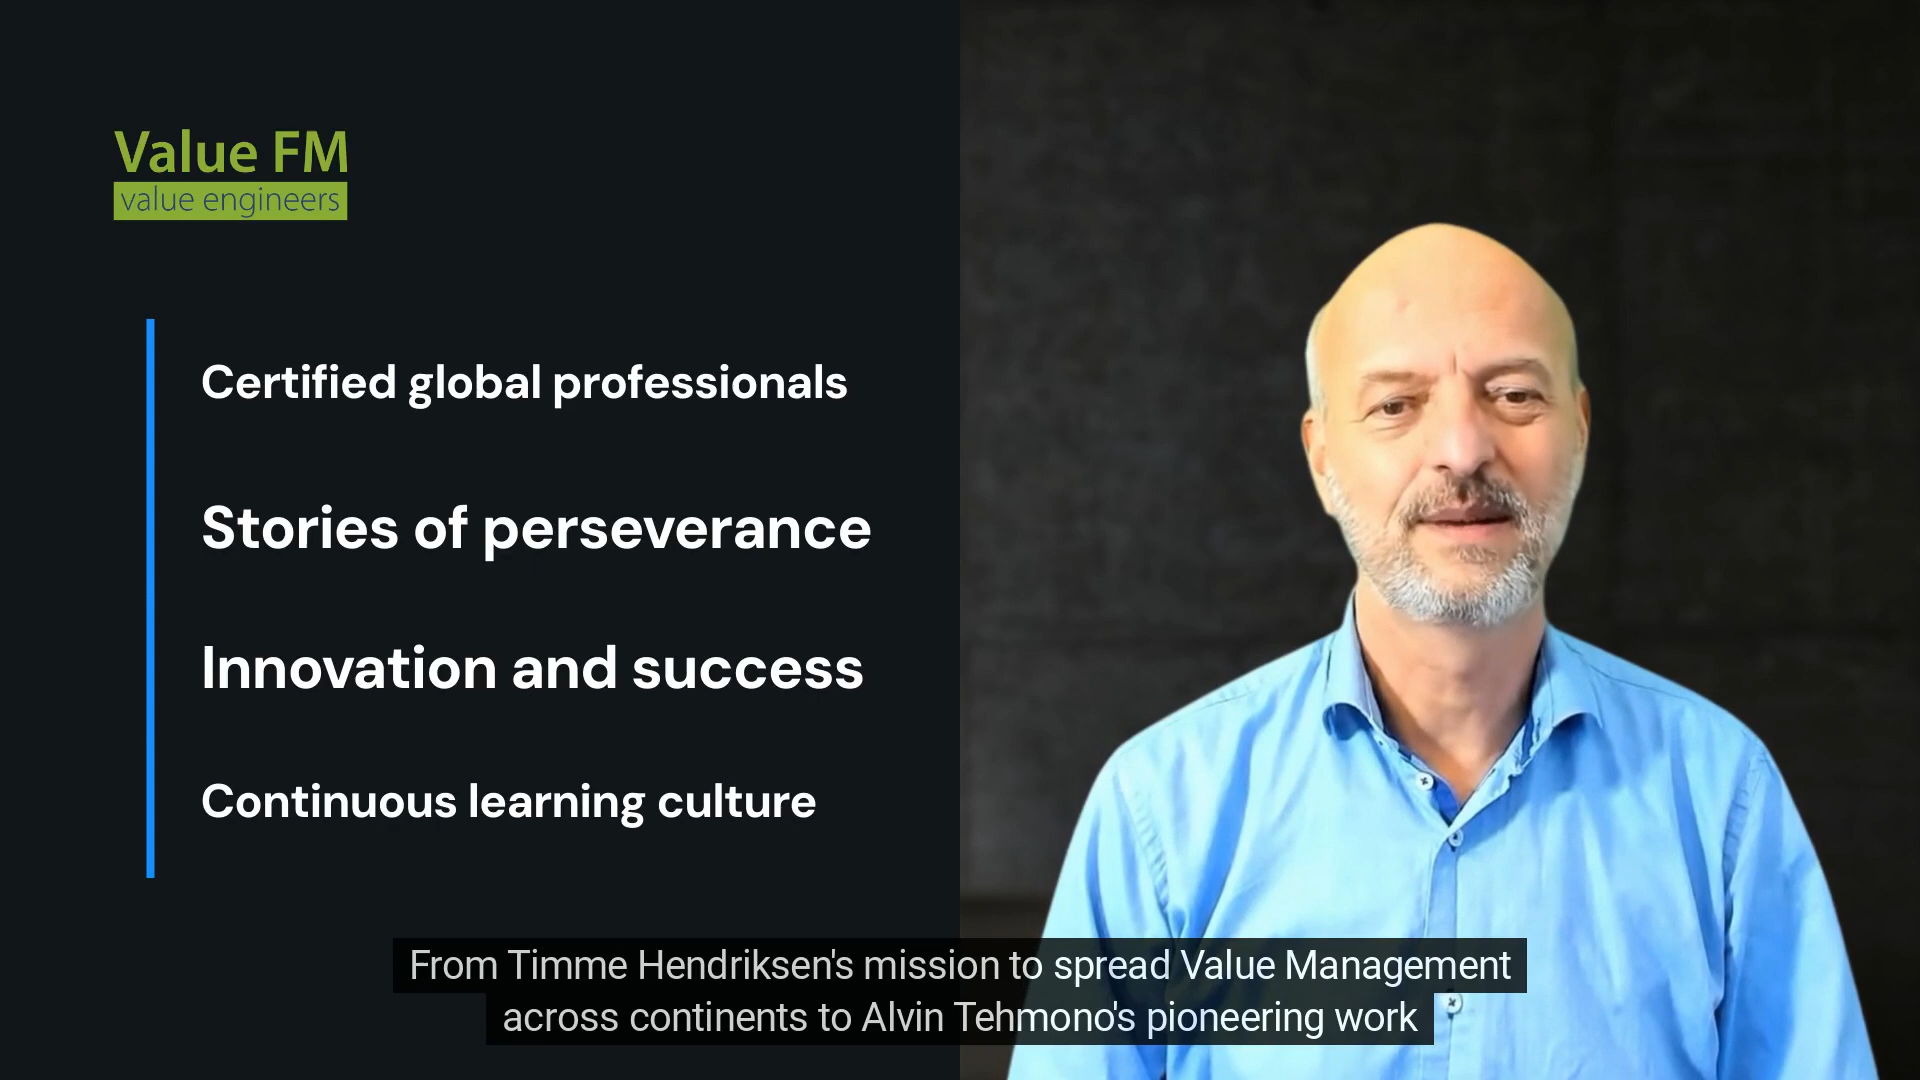 Value FM
value engineers
Certified global professionals
Stories of perseverance
Innovation and success
Continuous learning culture
From Timme Hendriksen's mission to spread Value Management
across continents to Alvin Tehmono's pioneering work